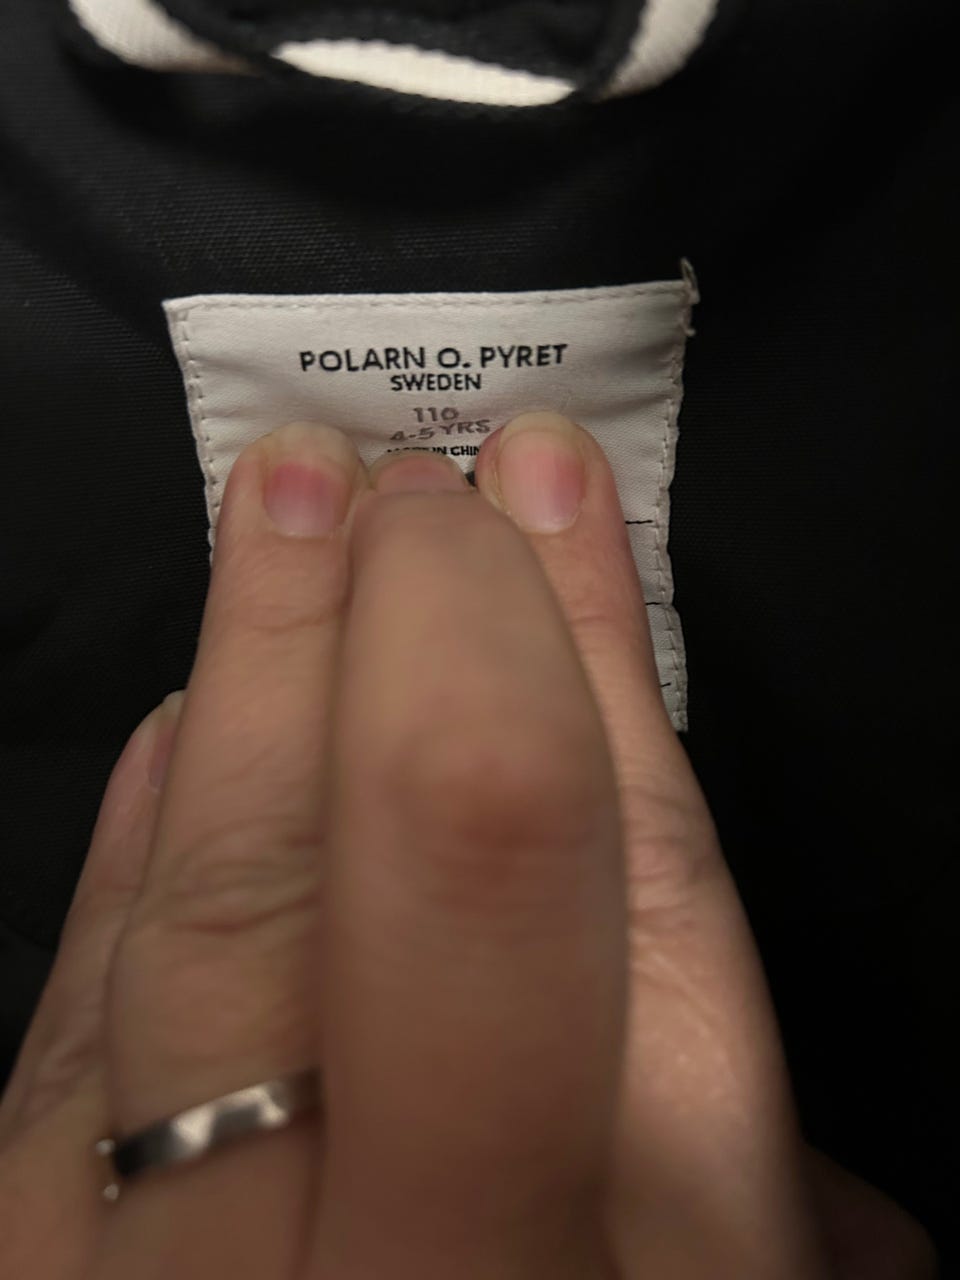 POLARN O. PYRET
SWEDEN
110
4-5 YRS